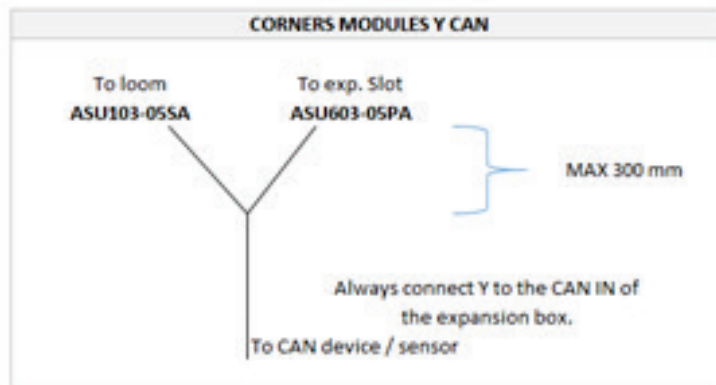 CORNERS MODULES Y CAN
To loom
ASU103-05SA
To exp. Slot
ASU603-05PA
MAX 300 mm
Always connect Y to the CAN IN of
the expansion box.
To CAN device / sensor